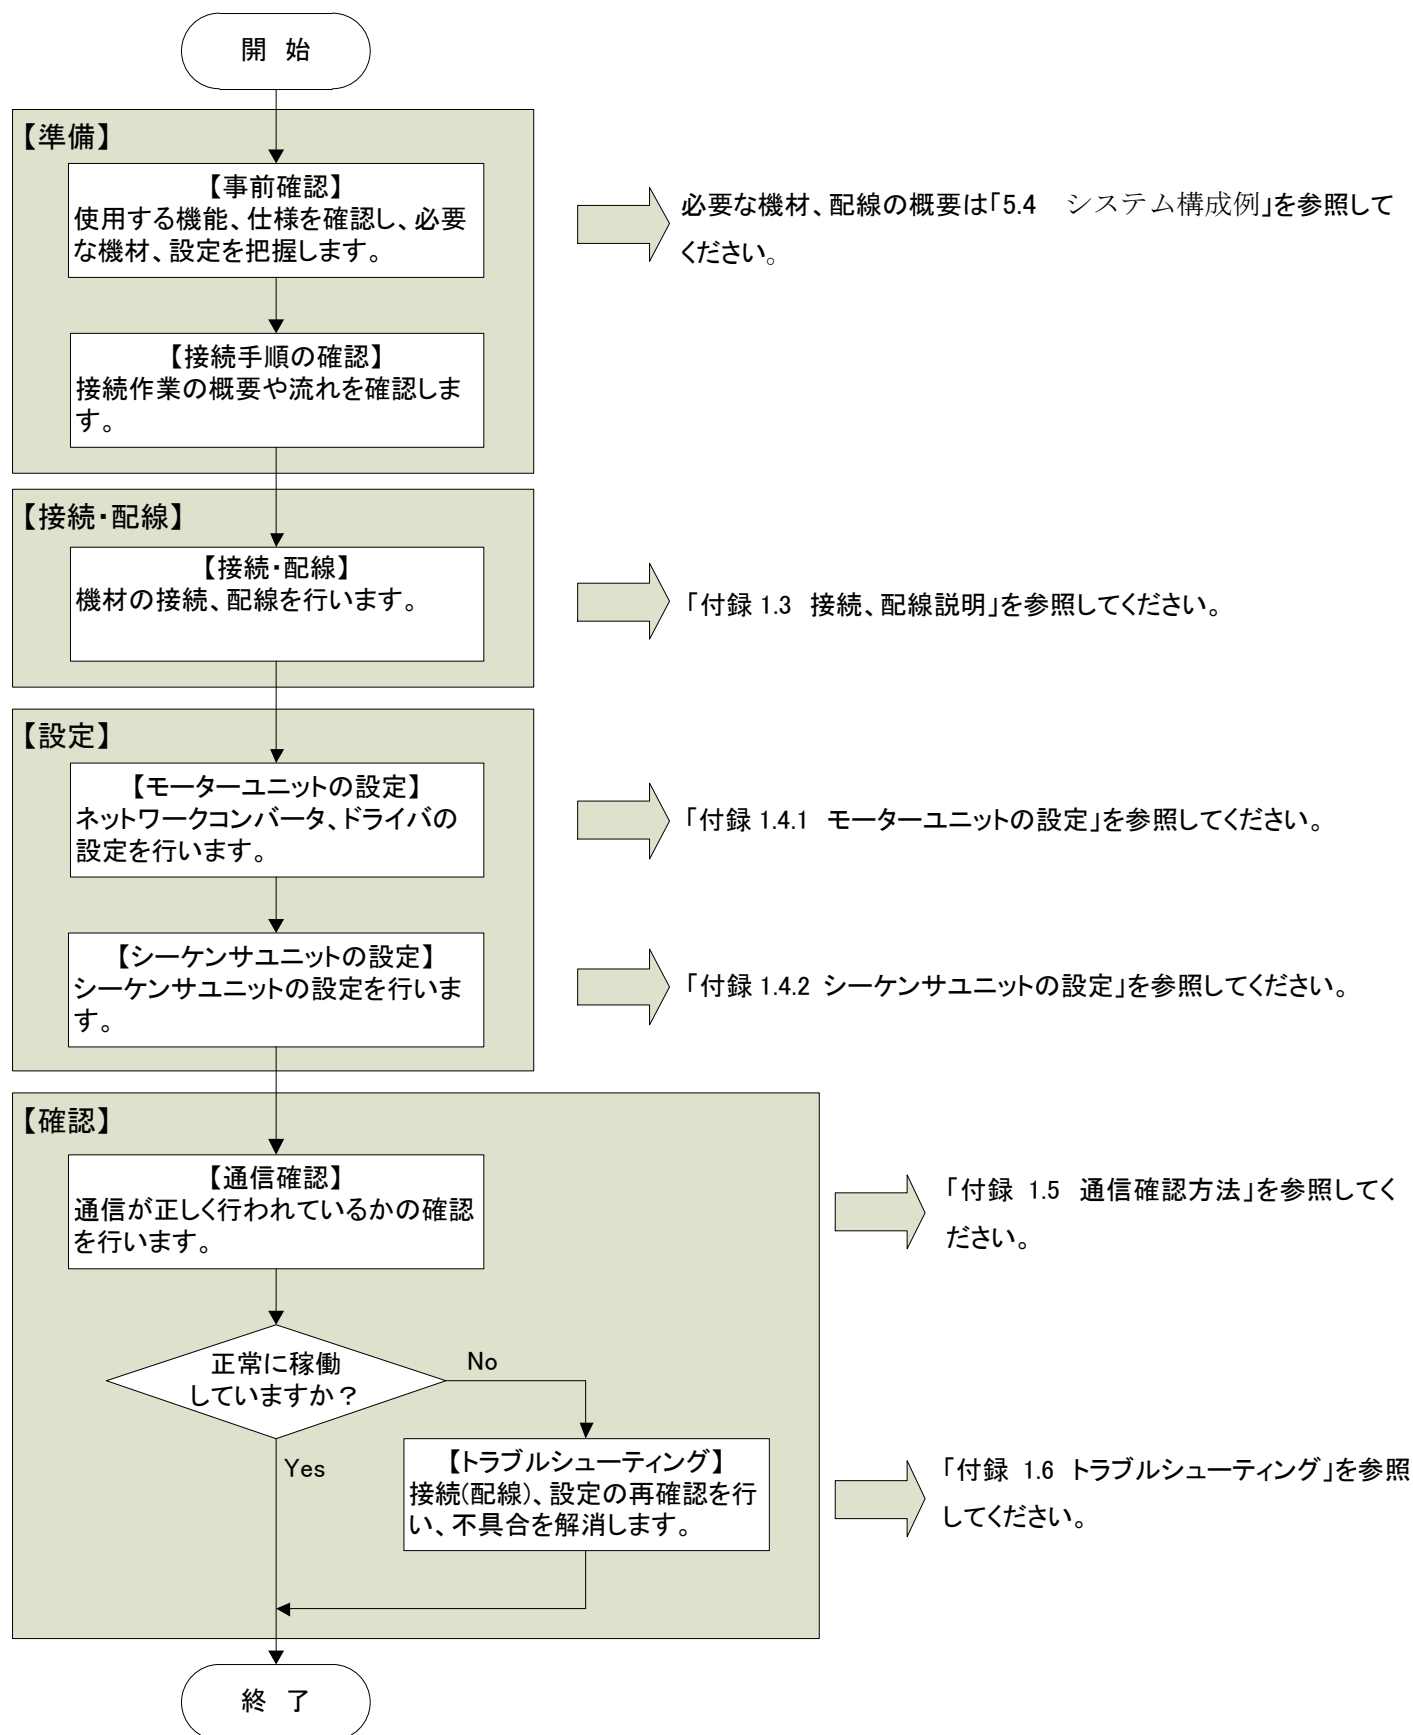 開 始
【準備】
【事前確認】
使用する機能、仕様を確認し、必要
な機材、設定を把握します。
必要な機材、配線の概要は「5.4　システム構成例」を参照して
ください。
【接続手順の確認】
接続作業の概要や流れを確認しま
す。
【接続・配線】
【接続・配線】
機材の接続、配線を行います。
「付録 1.3 接続、配線説明」を参照してください。
【設定】
【モーターユニットの設定】
ネットワークコンバータ、ドライバの
設定を行います。
「付録 1.4.1 モーターユニットの設定」を参照してください。
【シーケンサユニットの設定】
シーケンサユニットの設定を行いま
す。
「付録 1.4.2 シーケンサユニットの設定」を参照してください。
【確認】
【通信確認】
通信が正しく行われているかの確認
を行います。
「付録 1.5 通信確認方法」を参照してく
ださい。
正常に稼働
していますか？
No
Yes
【トラブルシューティング】
接続(配線)、設定の再確認を行
い、不具合を解消します。
「付録 1.6 トラブルシューティング」を参照
してください。
終 了